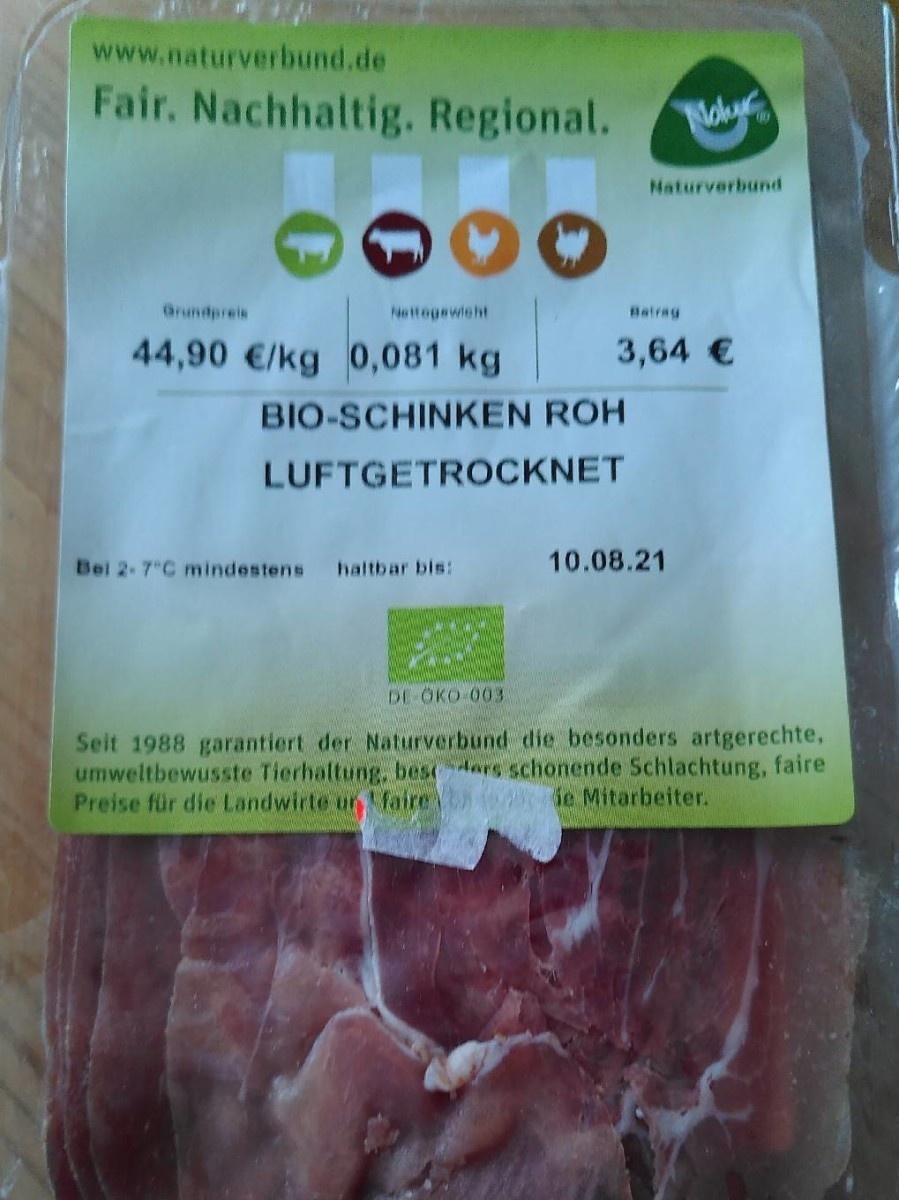 www.naturverbund.de
Fair. Nachhaltig. Regional.
Natur ®
Naturverbund
Grundpreis Nettogewicht Betrag
44,90 €/kg 0,081 kg 3,64 €
BIO-SCHINKEN ROH
LUFTGETROCKNET
Bei 2- 7°C mindestens haltbar bis: 10.08.21
DE-ÖKO-003
Seit 1988 garantiert der Naturverbund die besonders artgerechte,
umweltbewusste Tierhaltung, besonders schonende Schlachtung, faire
Preise für die Landwirte und faire Mitarbeiter.